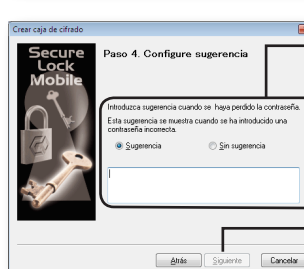 Crear caja de cifrado
Secure
Lock
Mobile
Paso 4. Configure sugerencia
Introduzca sugerencia cuando se haya perdido la contraseña.
Esta sugerencia se muestra cuando se ha introducido una
contraseña incorrecta.
Sugerencia
Sin sugerencia
Atrás
Siguiente
Cancelar